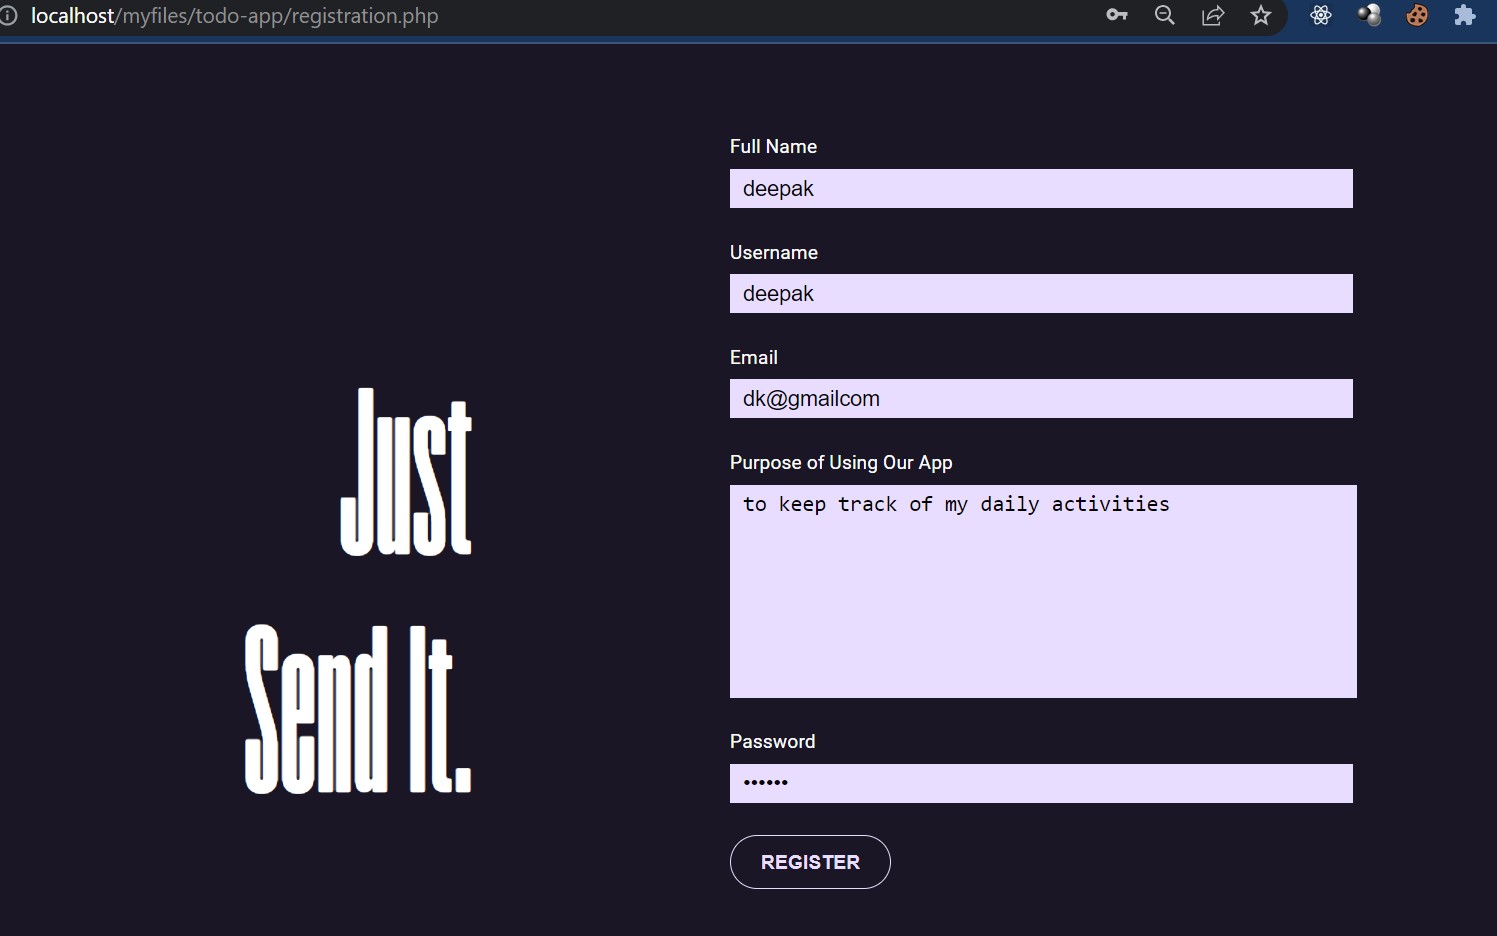 localhost/myfiles/todo-app/registration.php
Full Name
deepak
Username
deepak
Email
dk@gmailcom
Purpose of Using Our App
to keep track of my daily activities
Just
Send It.
Password
••••••
REGISTER